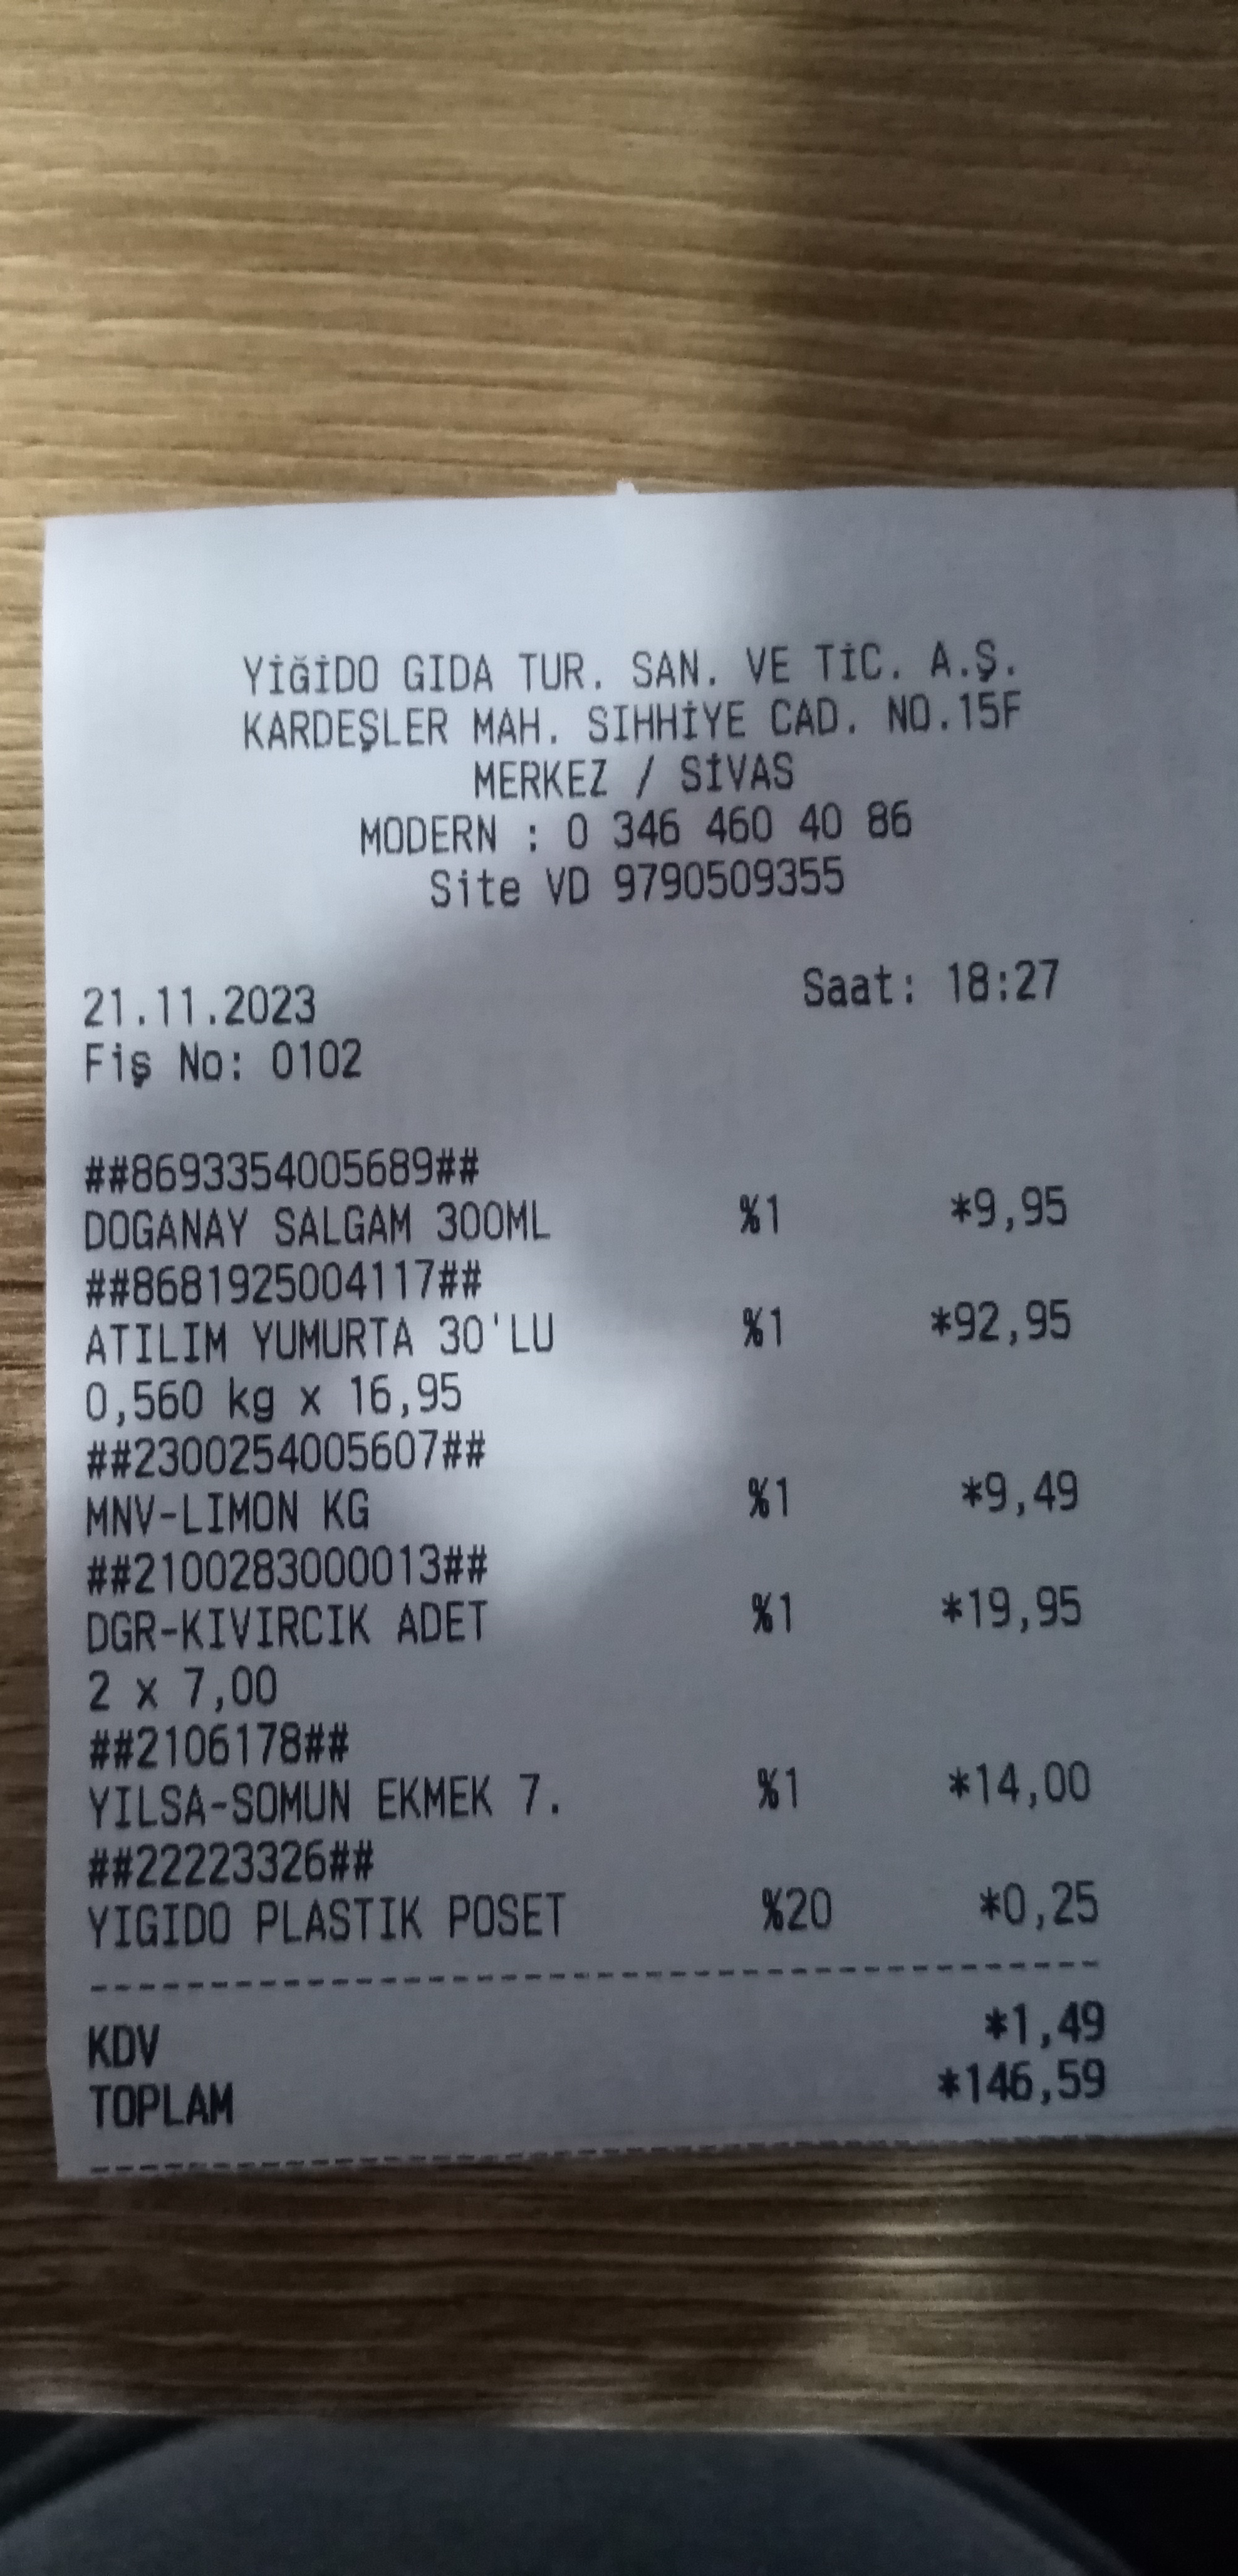 YİĞİDO GIDA TUR. SAN. VE TİC. A.Ş.
KARDEŞLER MAH. SIHHİYE CAD. NO.15F
MERKEZ / SİVAS
MODERN : 0 346 460 40 86
Site VD 9790509355
21.11.2023 Saat: 18:27
Fiş No: 0102
##8693354005689##
DOGANAY SALGAM 300ML %1 *9,95
##8681925004117##
ATILIM YUMURTA 30'LU %1 *92,95
0,560 kg x 16,95
##2300254005607##
MNV-LIMON KG %1 *9,49
##2100283000013##
DGR-KIVIRCIK ADET %1 *19,95
2 x 7,00
##2106178##
YILSA-SOMUN EKMEK 7. %1 *14,00
##22223326##
YIGIDO PLASTIK POSET %20 *0,25
KDV *1,49
TOPLAM *146,59